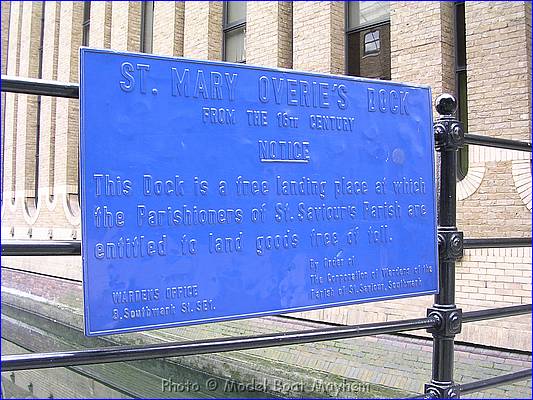 ST. MARY OVERIE'S DOCK
FROM THE 16TH CENTURY
NOTICE
This Dock is a free landing place at which
the Parishioners of St. Saviour's Parish are
entitled to land goods free of toll.
By Order of
The Corporation of Wardens of the
Parish of St. Saviour, Southwark
WARDENS OFFICE
8, Southwark St. SE1.
Photo © Model Boat Mayhem